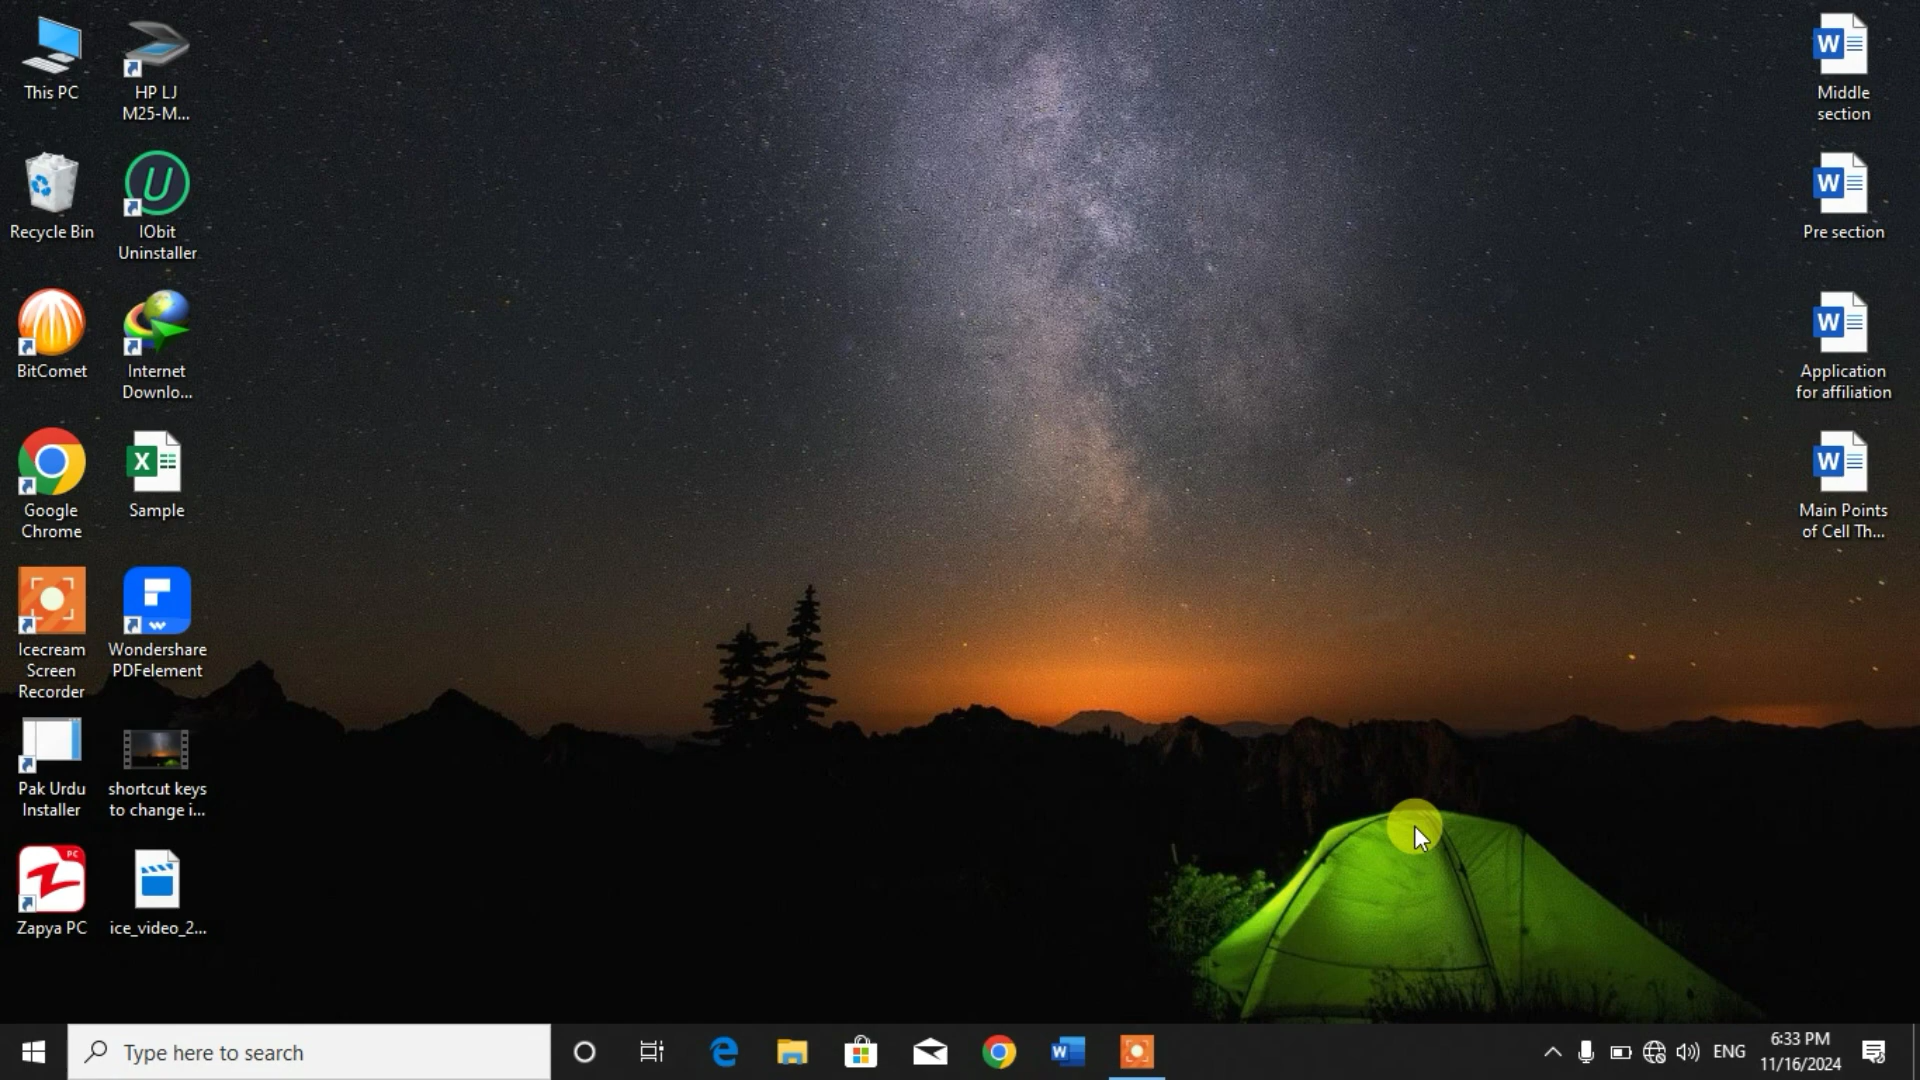 This PC
HP LJ
M25-M...
Recycle Bin
IObit
Uninstaller
BitComet
Internet
Downlo...
Google
Chrome
Sample
Icecream
Screen
Recorder
Wondershare
PDFelement
Pak Urdu
Installer
shortcut keys
to change i...
Zapya PC
ice_video_2...
Middle
section
Pre section
Application
for affiliation
Main Points
of Cell Th...
Type here to search
ENG
6:33 PM
11/16/2024